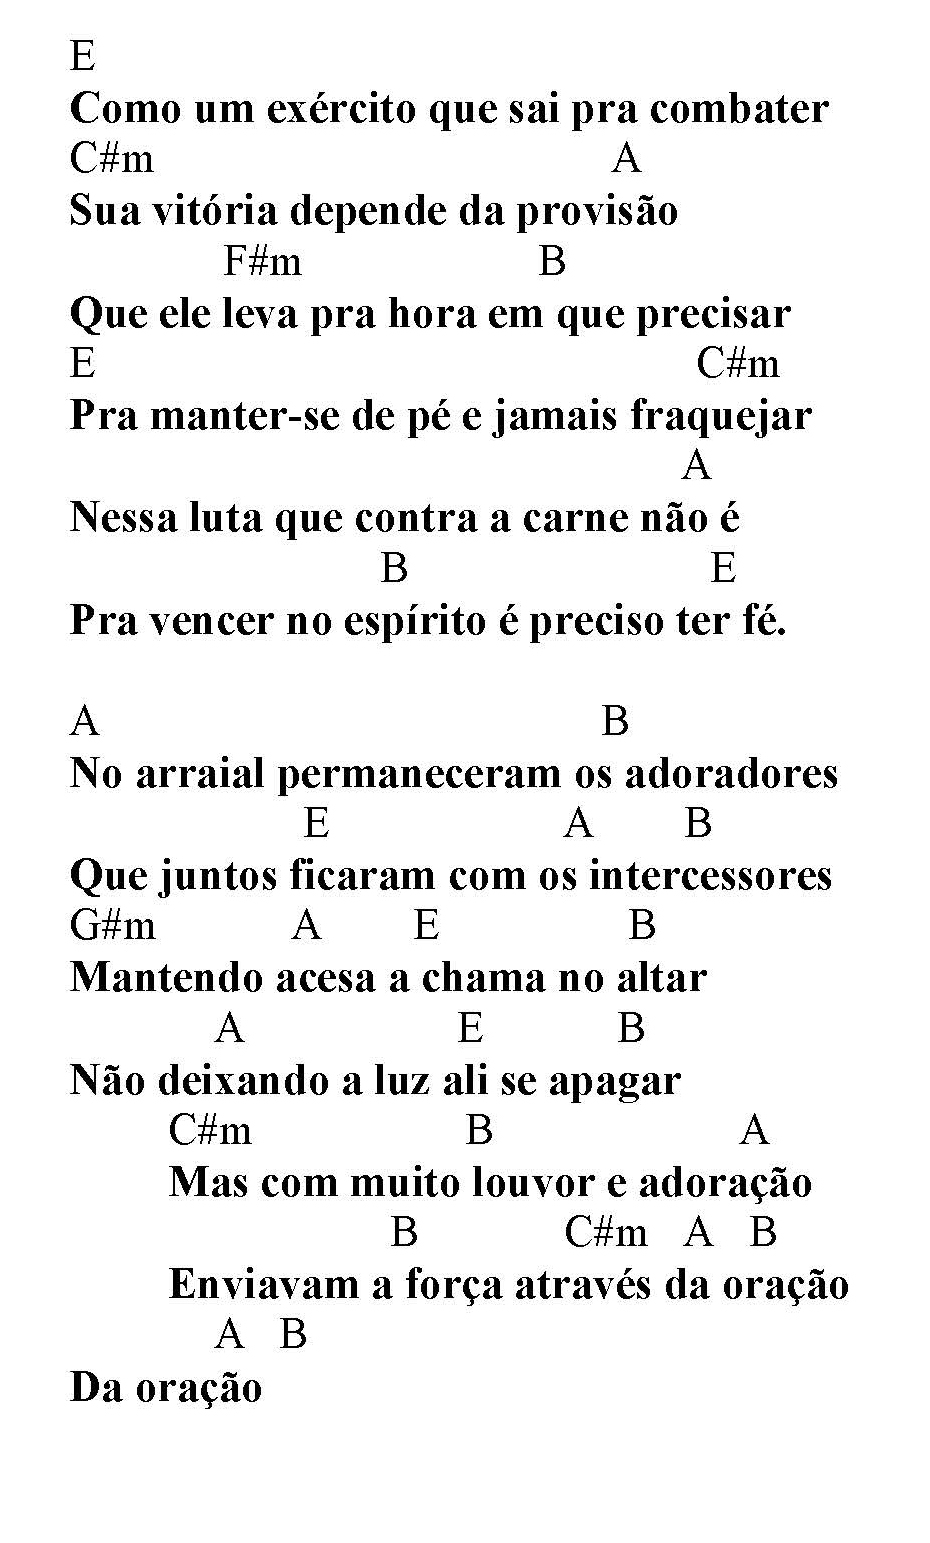 E
Como um exército que sai pra combater
C#m A
Sua vitória depende da provisão
F#m B
Que ele leva pra hora em que precisar
E C#m
Pra manter-se de pé e jamais fraquejar
A
Nessa luta que contra a carne não é
B E
Pra vencer no espírito é preciso ter fé.
A B
No arraial permaneceram os adoradores
E A B
Que juntos ficaram com os intercessores
G#m A E B
Mantendo acesa a chama no altar
A E B
Não deixando a luz ali se apagar
C#m B A
Mas com muito louvor e adoração
B C#m A B
Enviavam a força através da oração
A B
Da oração